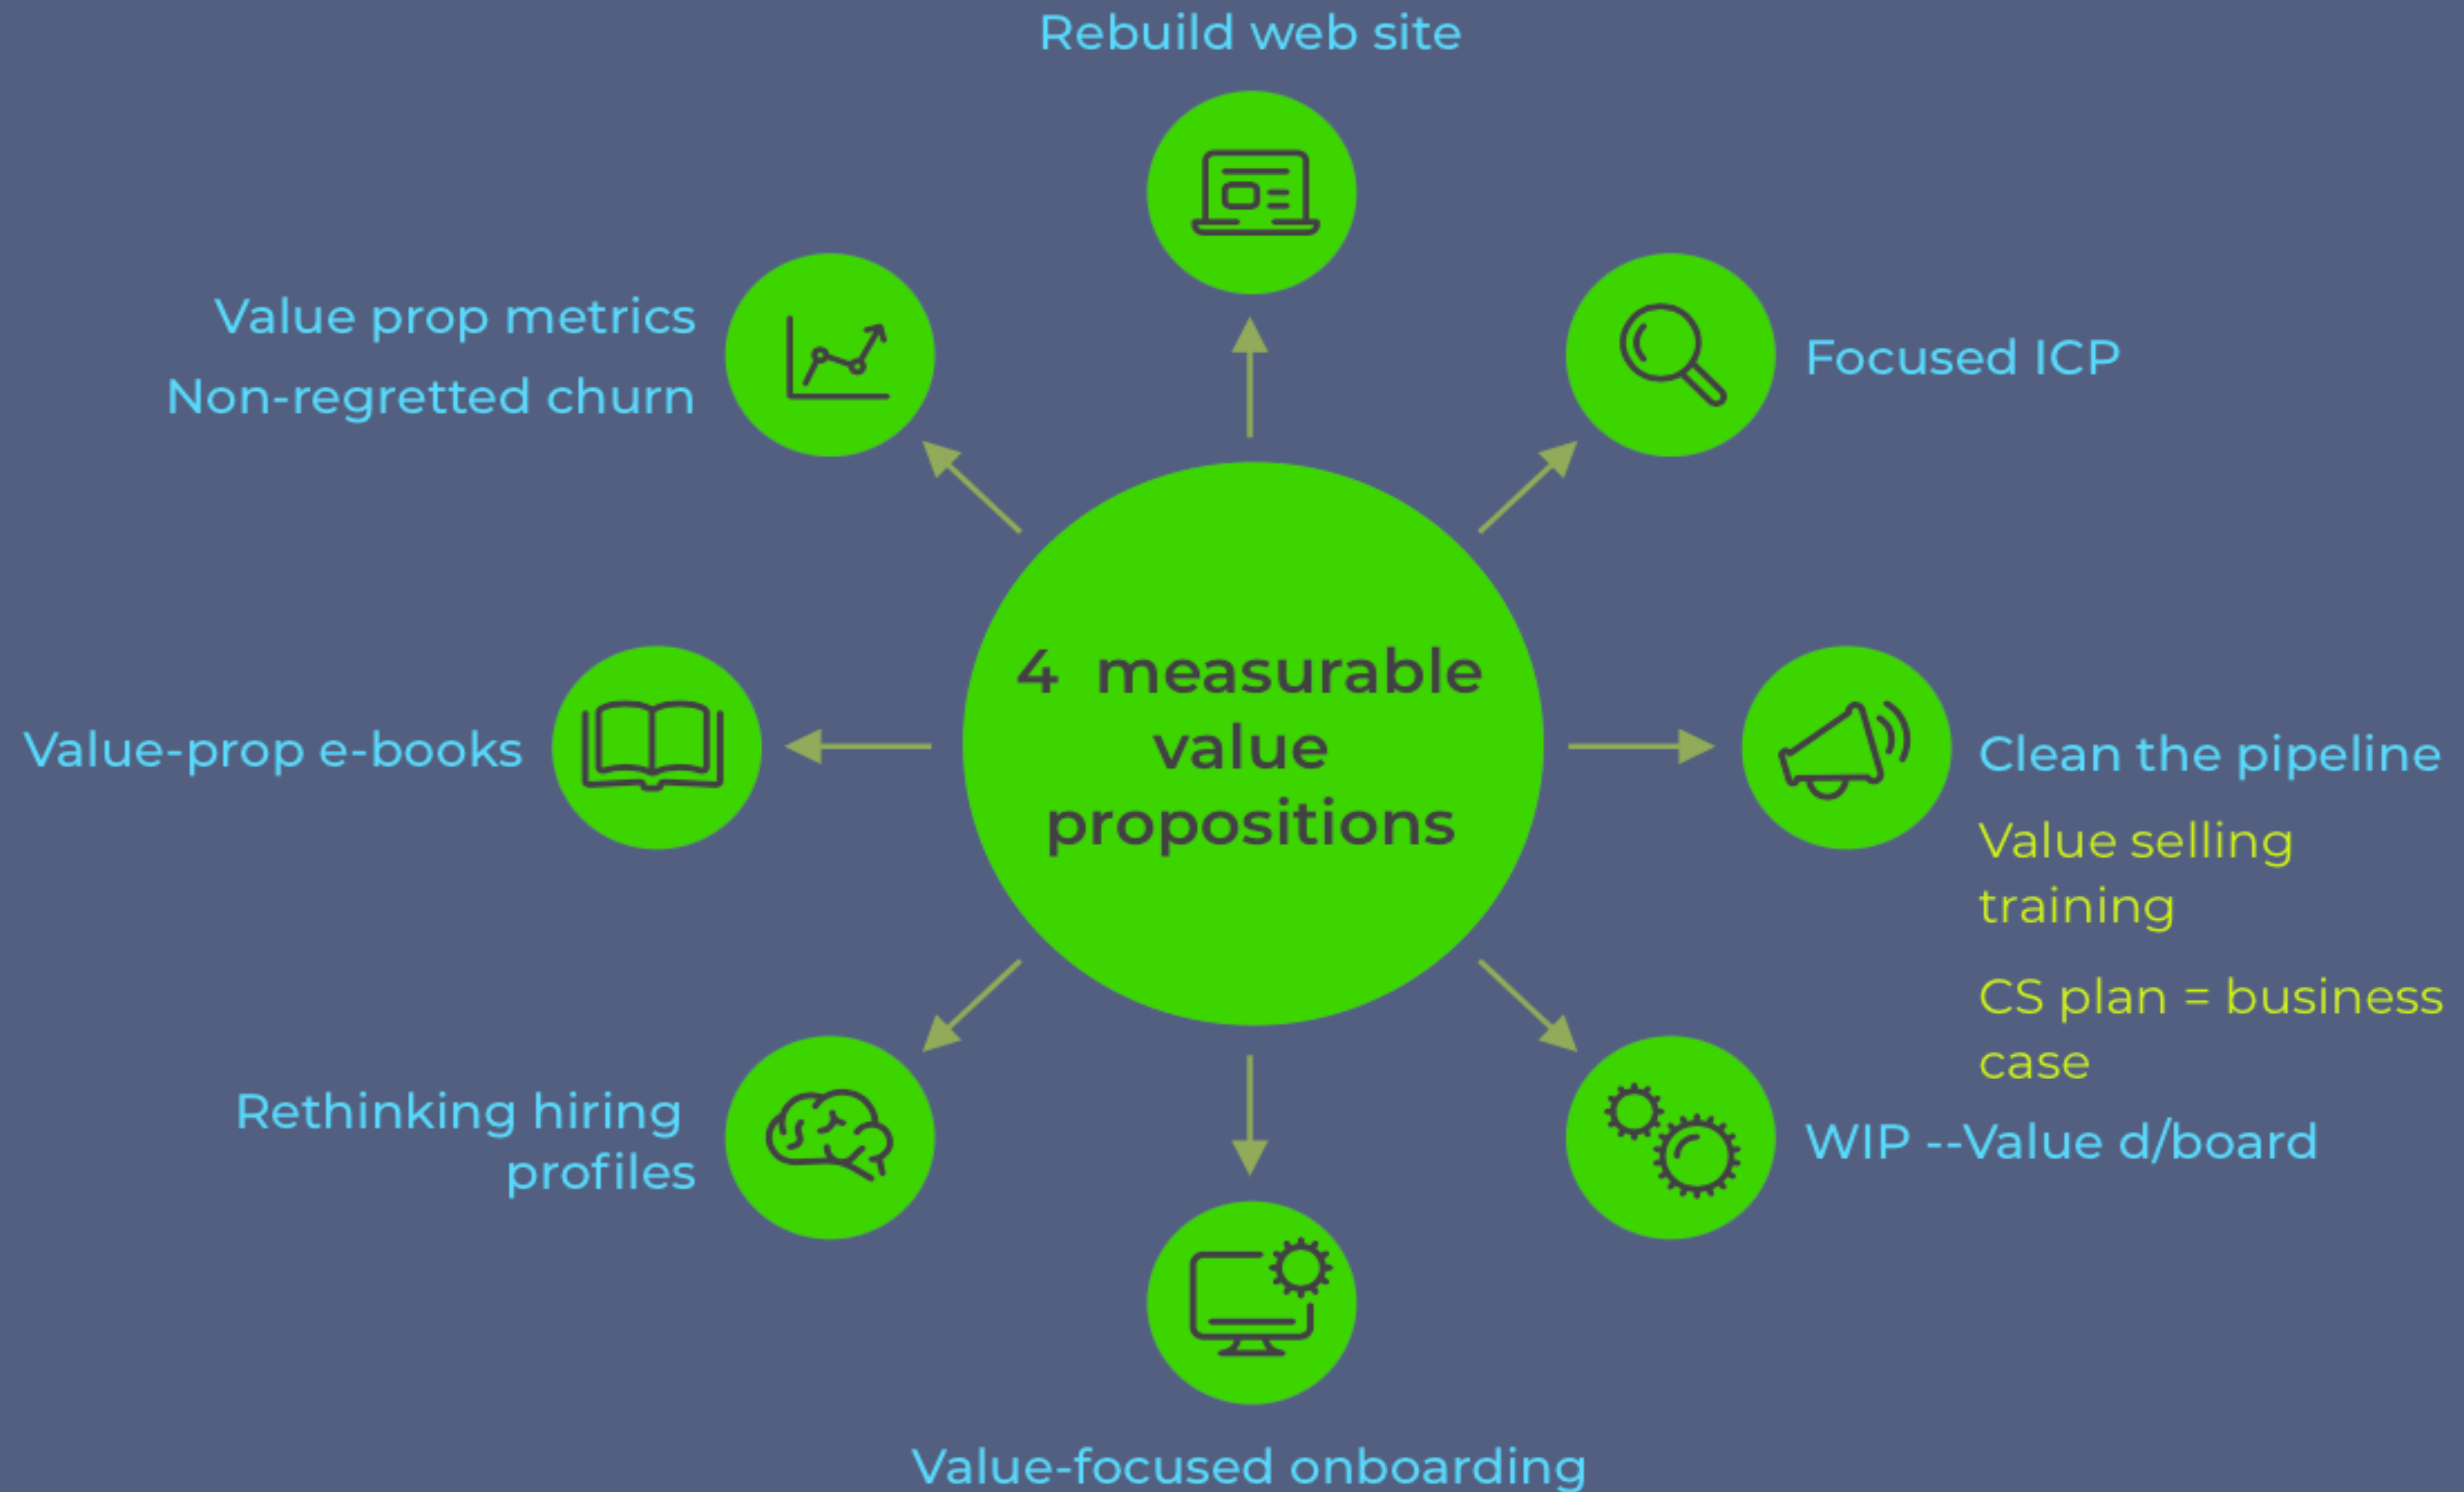 Rebuild web site
Value prop metrics
Non-regretted churn
Focused ICP
4 measurable
value
propositions
Value-prop e-books
Clean the pipeline
Value selling
training
CS plan = business
case
Rethinking hiring
profiles
WIP --Value d/board
Value-focused onboarding